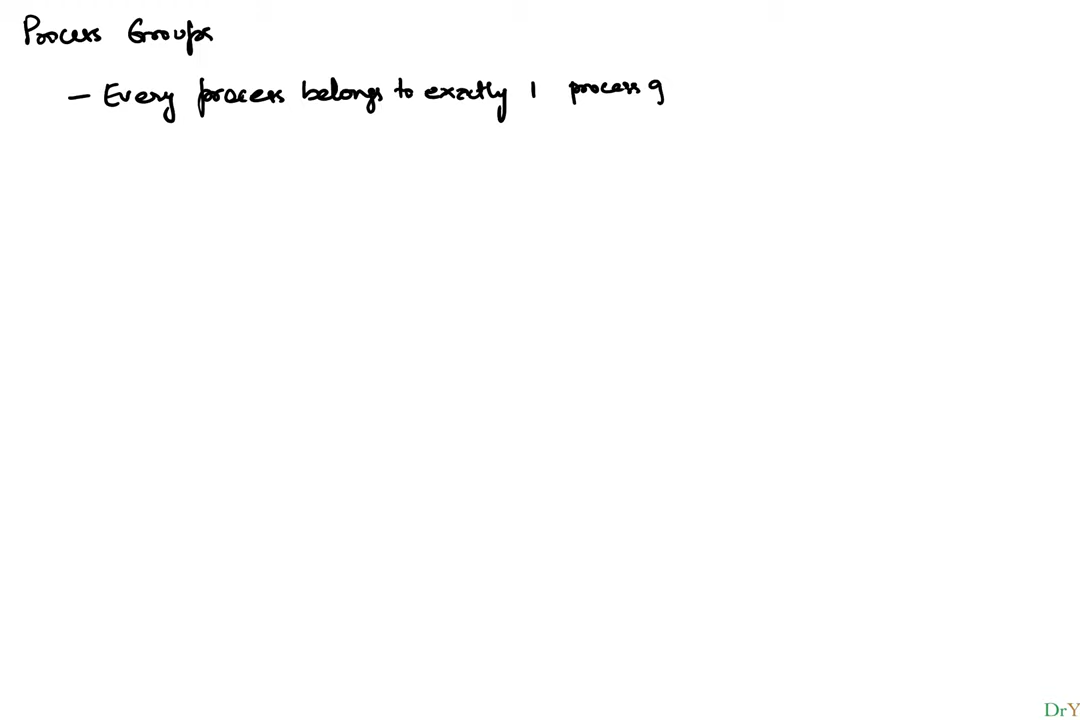 Process Groups
– Every process belongs to exactly 1 process g
DrY